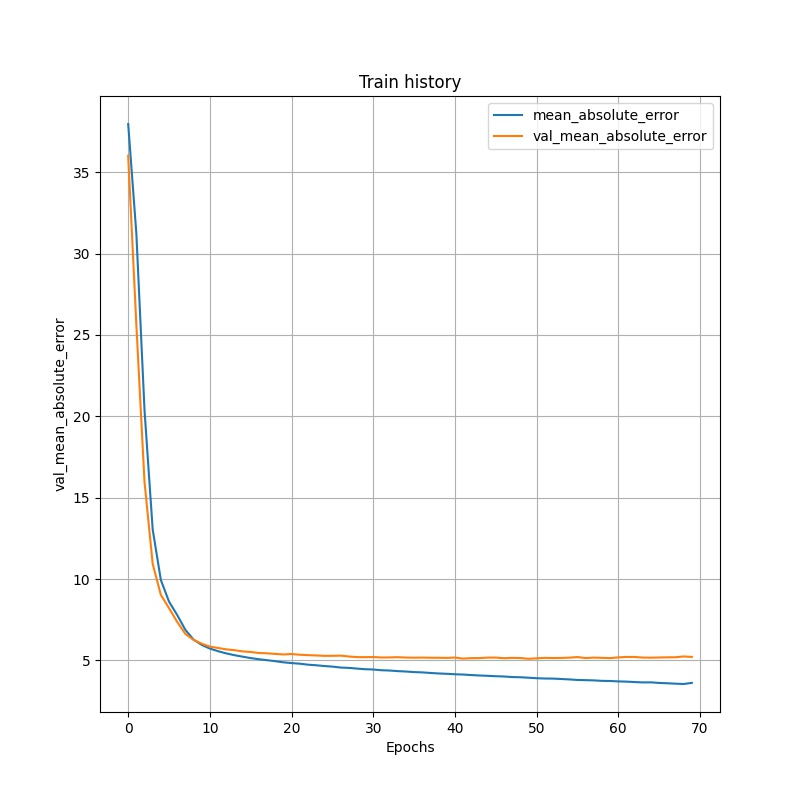 Train history
mean_absolute_error
val_mean_absolute_error
35
30
25
20
15
10
5
val_mean_absolute_error
0 10 20 30 40 50 60 70
Epochs